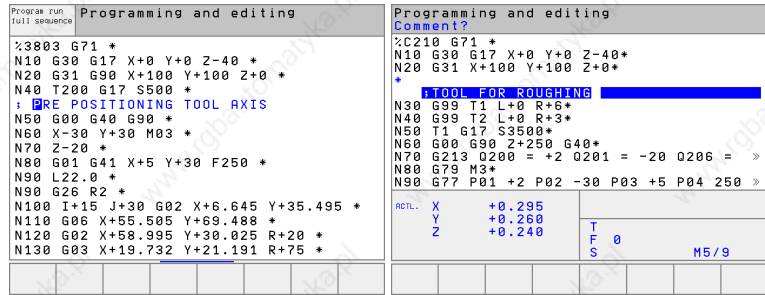 Program run
full sequence
Programming and editing
%3803 G71 *
N10 G30 G17 X+0 Y+0 Z-40 *
N20 G31 G90 X+100 Y+100 Z+0 *
N40 T200 G17 S500 *
; PRE POSITIONING TOOL AXIS
N50 G00 G40 G90 *
N60 X-30 Y+30 M03 *
N70 Z-20 *
N80 G01 G41 X+5 Y+30 F250 *
N90 L22.0 *
N90 G26 R2 *
N100 I+15 J+30 G02 X+6.645 Y+35.495 *
N110 G06 X+55.505 Y+69.488 *
N120 G02 X+58.995 Y+30.025 R+20 *
N130 G03 X+19.732 Y+21.191 R+75 *
Programming and editing
Comment?
%C210 G71 *
N10 G30 G17 X+0 Y+0 Z-40*
N20 G31 X+100 Y+100 Z+0*
*
;TOOL FOR ROUGHING
N30 G99 T1 L+0 R+6*
N40 G99 T2 L+0 R+3*
N50 T1 G17 S3500*
N60 G00 G90 Z+250 G40*
N70 G213 Q200 = +2 Q201 = -20 Q206 = »
N80 G79 M3*
N90 G77 P01 +2 P02 -30 P03 +5 P04 250 »
ACTL. X +0.295
Y +0.260
Z +0.240
T
F 0
S M5/9
www.rgbautomatyka.pl